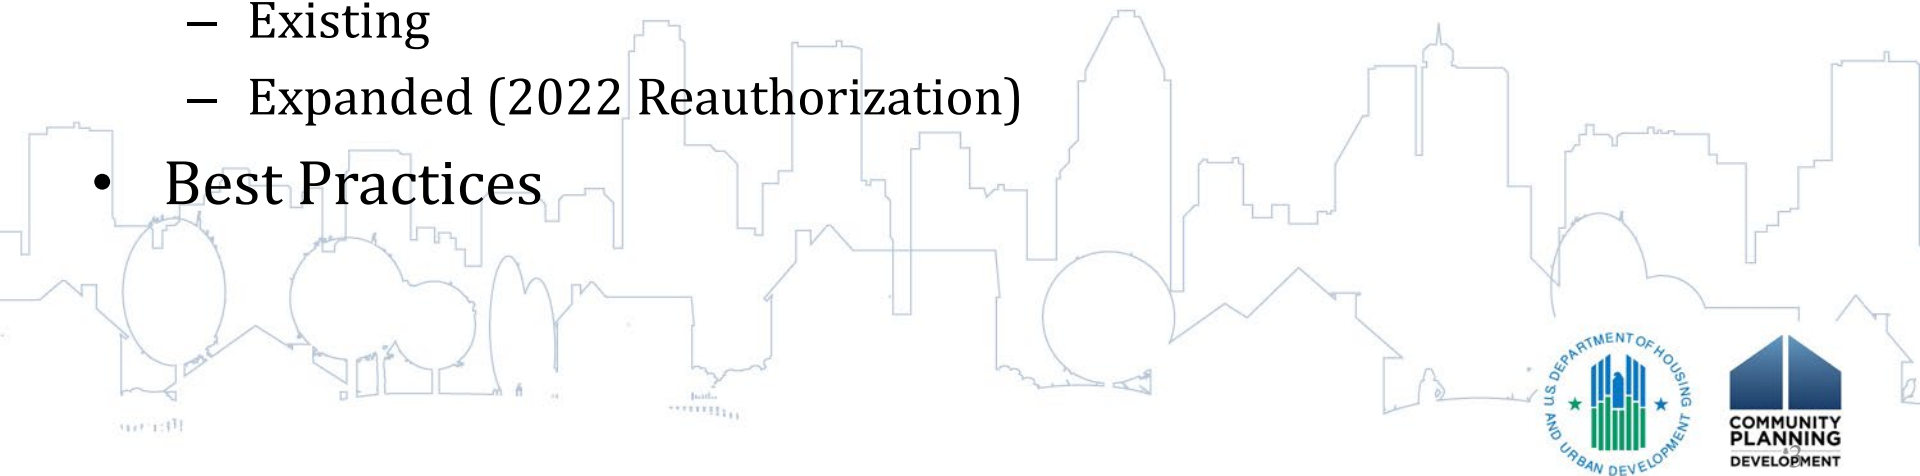 – Existing
– Expanded (2022 Reauthorization)
• Best Practices
U.S. DEPARTMENT OF HOUSING
AND URBAN DEVELOPMENT
COMMUNITY
PLANNING
DEVELOPMENT